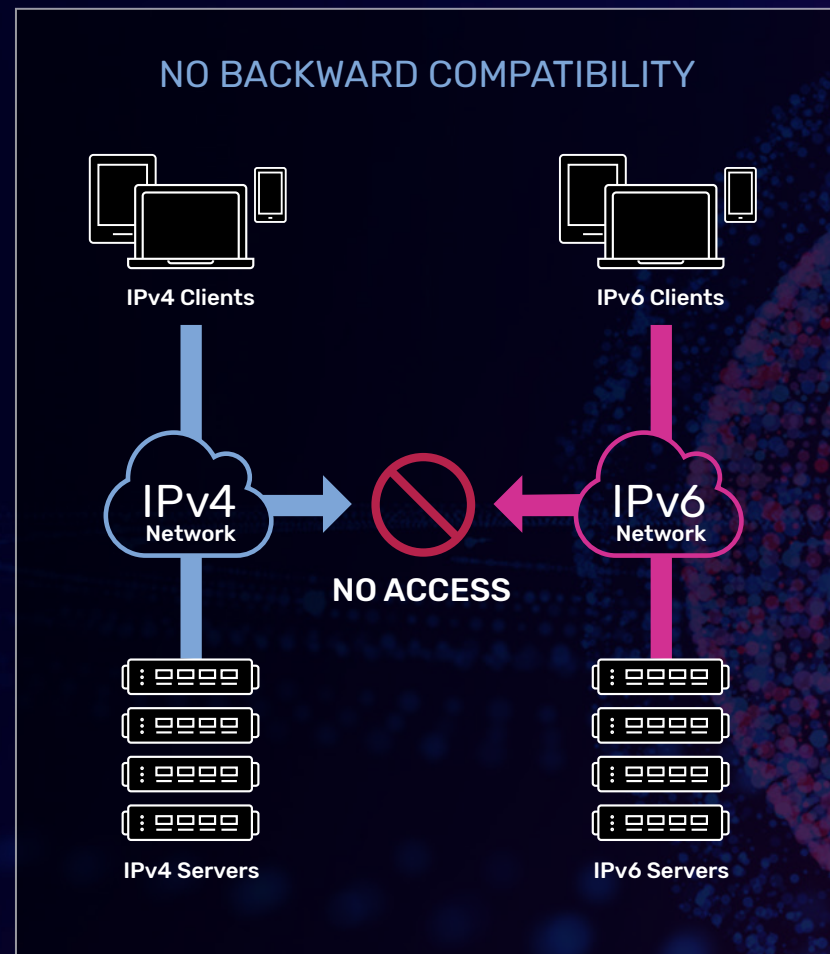 NO BACKWARD COMPATIBILITY
IPv4 Clients
IPv6 Clients
IPv4
Network
IPv6
Network
NO ACCESS
IPv4 Servers
IPv6 Servers